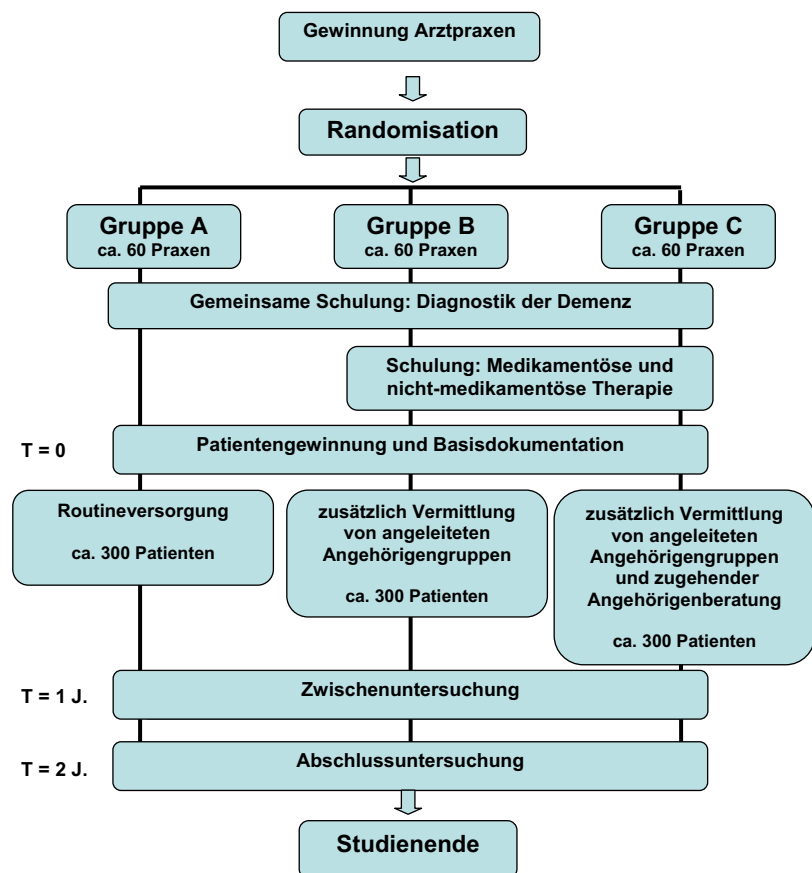 Gewinnung Arztpraxen
Randomisation
Gruppe A
ca. 60 Praxen
Gruppe B
ca. 60 Praxen
Gruppe C
ca. 60 Praxen
Gemeinsame Schulung: Diagnostik der Demenz
Schulung: Medikamentöse und
nicht-medikamentöse Therapie
T = 0
Patientengewinnung und Basisdokumentation
Routineversorgung
ca. 300 Patienten
zusätzlich Vermittlung
von angeleiteten
Angehörigengruppen
ca. 300 Patienten
zusätzlich Vermittlung
von angeleiteten
Angehörigengruppen
und zugehender
Angehörigenberatung
ca. 300 Patienten
T = 1 J.
Zwischenuntersuchung
T = 2 J.
Abschlussuntersuchung
Studienende